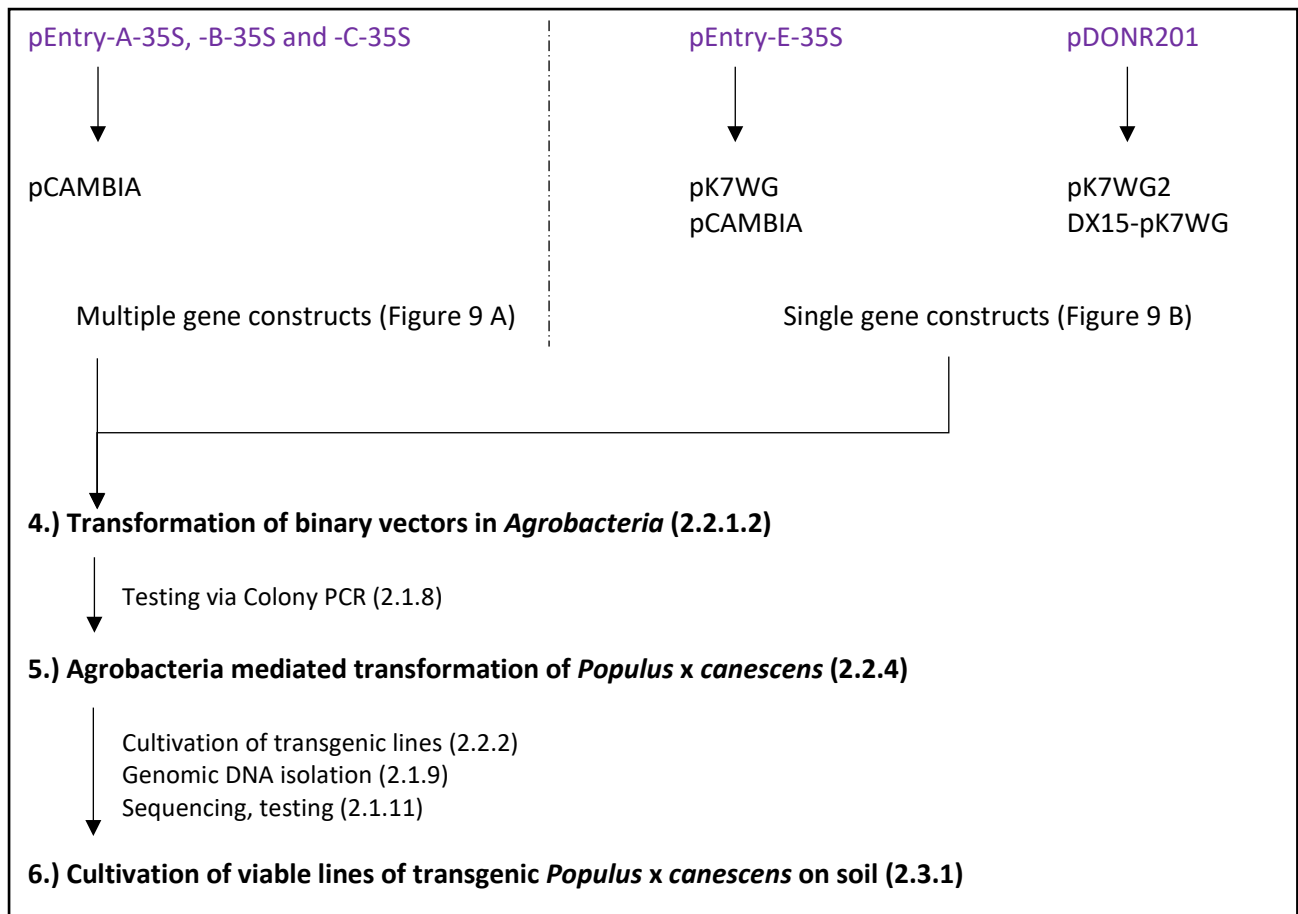 pEntry-A-35S, -B-35S and -C-35S
pEntry-E-35S
pDONR201
pCAMBIA
pK7WG
pK7WG2
pCAMBIA
DX15-pK7WG
Multiple gene constructs (Figure 9 A)
Single gene constructs (Figure 9 B)
4.) Transformation of binary vectors in Agrobacteria (2.2.1.2)
Testing via Colony PCR (2.1.8)
5.) Agrobacteria mediated transformation of Populus x canescens (2.2.4)
Cultivation of transgenic lines (2.2.2)
Genomic DNA isolation (2.1.9)
Sequencing, testing (2.1.11)
6.) Cultivation of viable lines of transgenic Populus x canescens on soil (2.3.1)